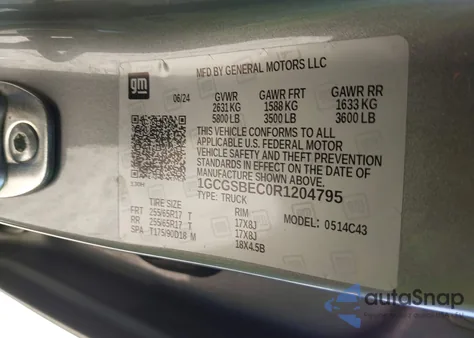 gm
MFD BY GENERAL MOTORS LLC
06/24 GVWR GAWR FRT GAWR RR
2631 KG 1588 KG 1633 KG
5800 LB 3500 LB 3600 LB
THIS VEHICLE CONFORMS TO ALL
APPLICABLE U.S. FEDERAL MOTOR
VEHICLE SAFETY AND THEFT PREVENTION
STANDARDS IN EFFECT ON THE DATE OF
MANUFACTURE SHOWN ABOVE.
1GCGSBEC0R1204795
TYPE: TRUCK
TIRE SIZE RIM MODEL: 0514C43
FRT 255/65R17 T 17X8J
RR 255/65R17 T 17X8J
SPA T175/90D18 M 18X4.5B
autoSnap